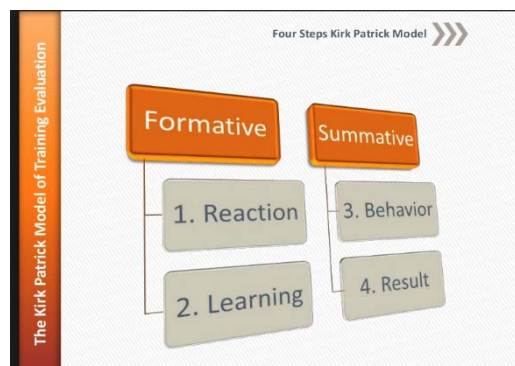 Four Steps Kirk Patrick Model
The Kirk Patrick Model of Training Evaluation
Formative
1. Reaction
2. Learning
Summative
3. Behavior
4. Result